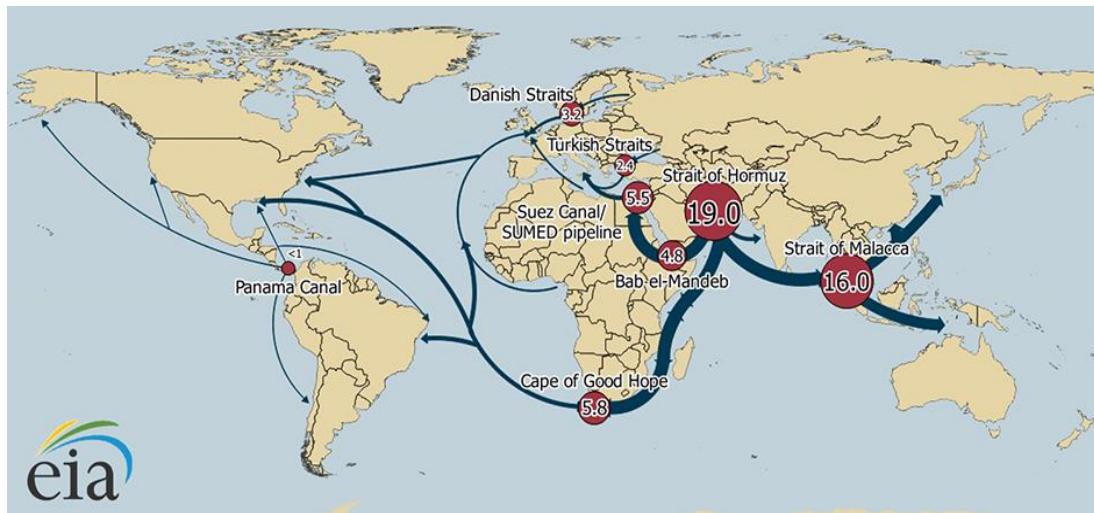 Danish Straits
3.2
Turkish Straits
2.4
Strait of Hormuz
5.5
19.0
Suez Canal/
SUMED pipeline
Strait of Malacca
4.8
16.0
Bab el-Mandeb
<1
Panama Canal
Cape of Good Hope
5.8
eia